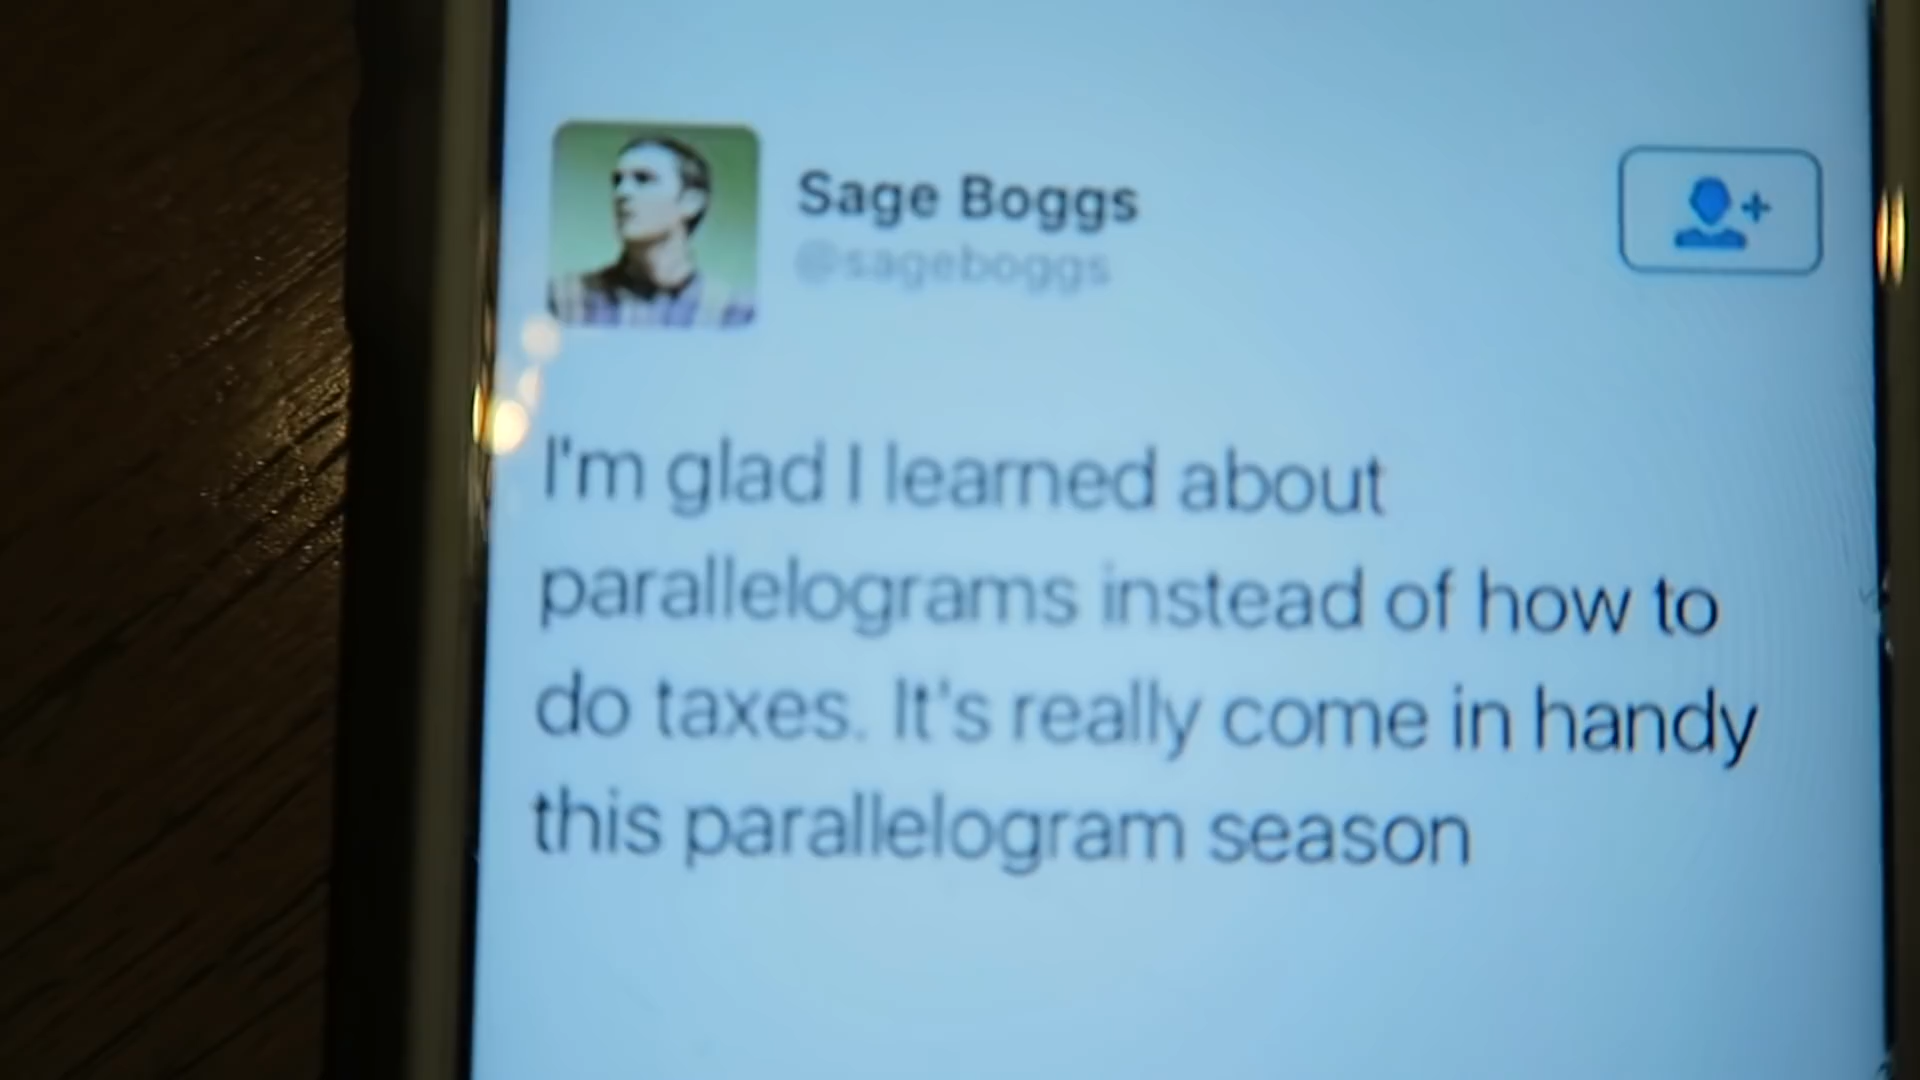 Sage Boggs
@sageboggs
I'm glad I learned about
parallelograms instead of how to
do taxes. It's really come in handy
this parallelogram season